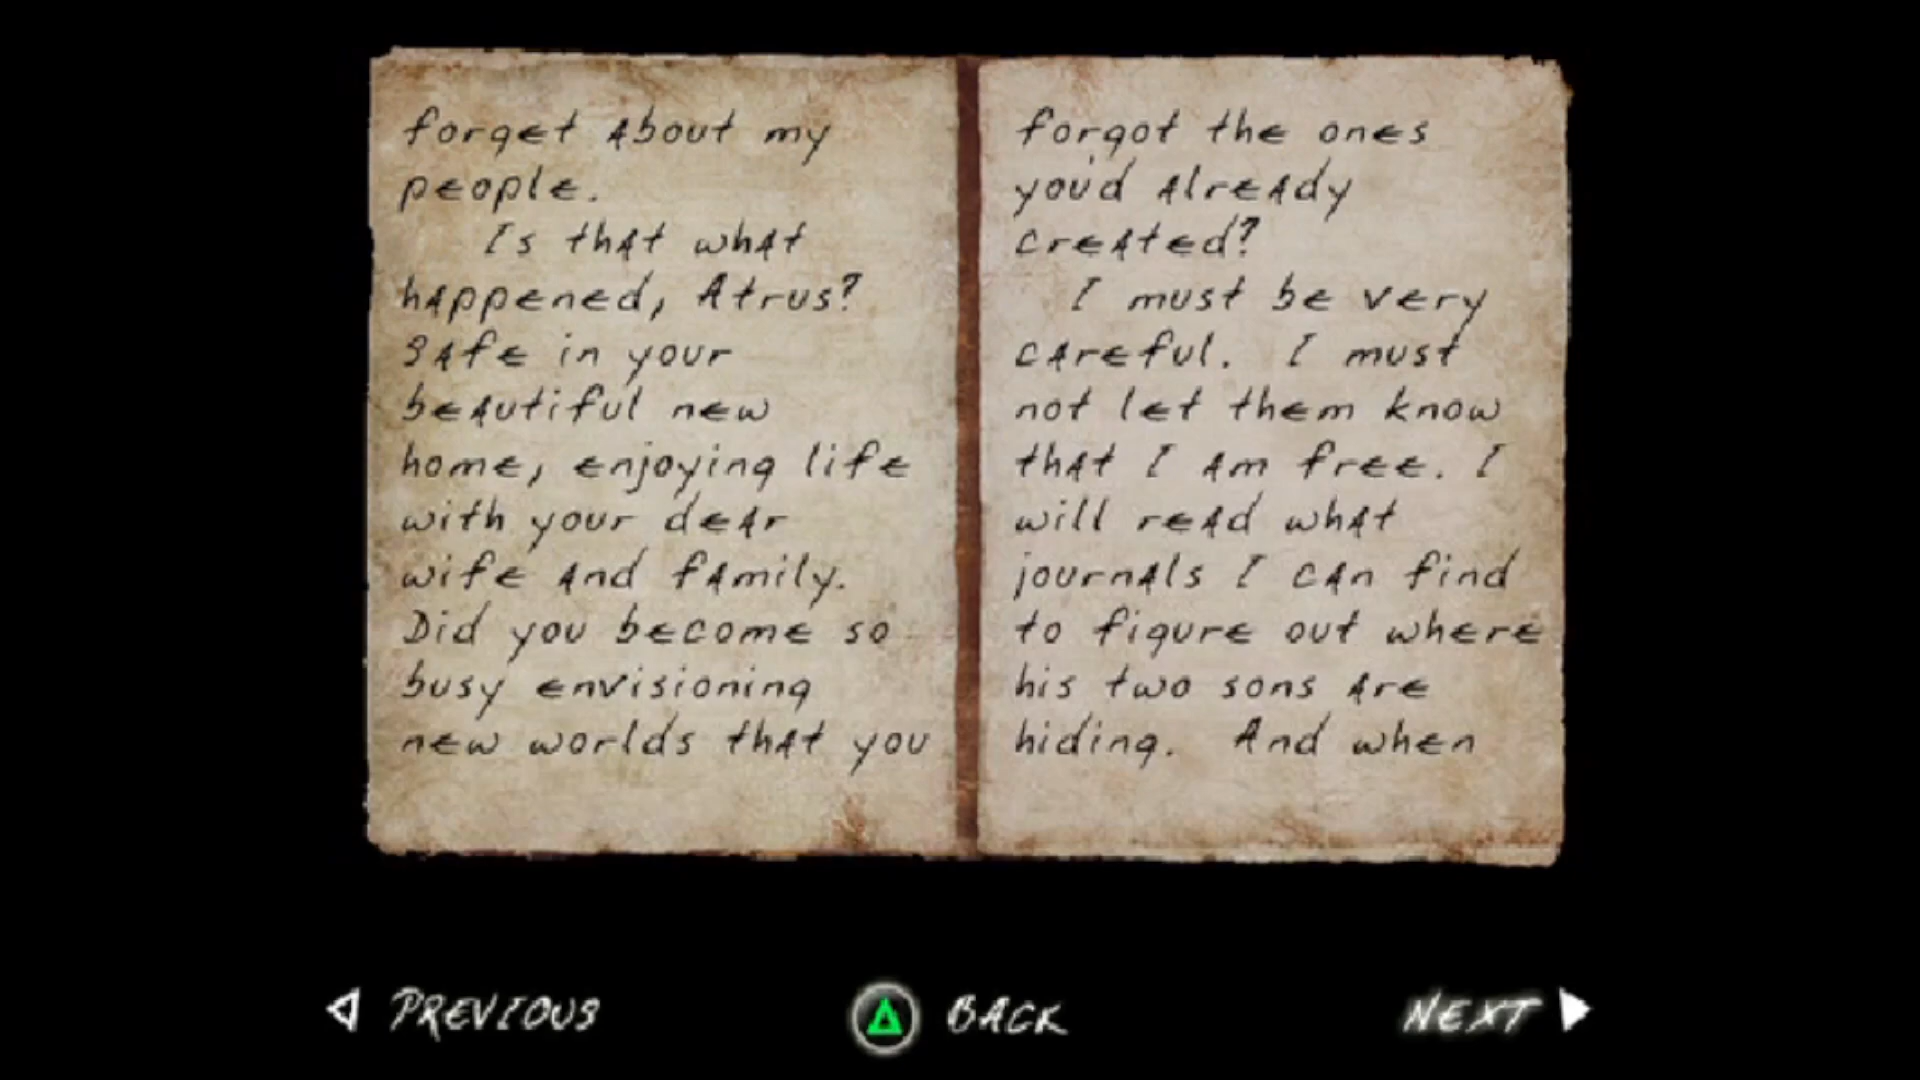 forget about my
people.
Is that what
happened, Atrus?
Safe in your
beautiful new
home, enjoying life
with your dear
wife and family.
Did you become so
busy envisioning
new worlds that you
forgot the ones
you'd already
created?
I must be very
careful. I must
not let them know
that I am free. I
will read what
journals I can find
to figure out where
his two sons are
hiding. And when
PREVIOUS
BACK
NEXT